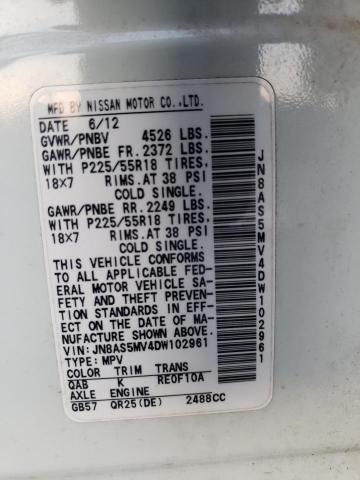 MFD BY NISSAN MOTOR CO.,LTD.
DATE 6/12
GVWR/PNBV 4526 LBS.
GAWR/PNBE FR. 2372 LBS.
WITH P225/55R18 TIRES,
18X7 RIMS.AT 38 PSI
COLD SINGLE.
GAWR/PNBE RR. 2249 LBS.
WITH P225/55R18 TIRES,
18X7 RIMS.AT 38 PSI
COLD SINGLE.
THIS VEHICLE CONFORMS
TO ALL APPLICABLE FED-
ERAL MOTOR VEHICLE SA-
FETY AND THEFT PREVEN-
TION STANDARDS IN EFFE-
CT ON THE DATE OF MAN-
UFACTURE SHOWN ABOVE.
VIN: JN8AS5MV4DW102961
TYPE: MPV
COLOR TRIM TRANS
QAB K RE0F10A
AXLE ENGINE
GB57 QR25(DE) 2488CC
JN8AS5MV4DW102961